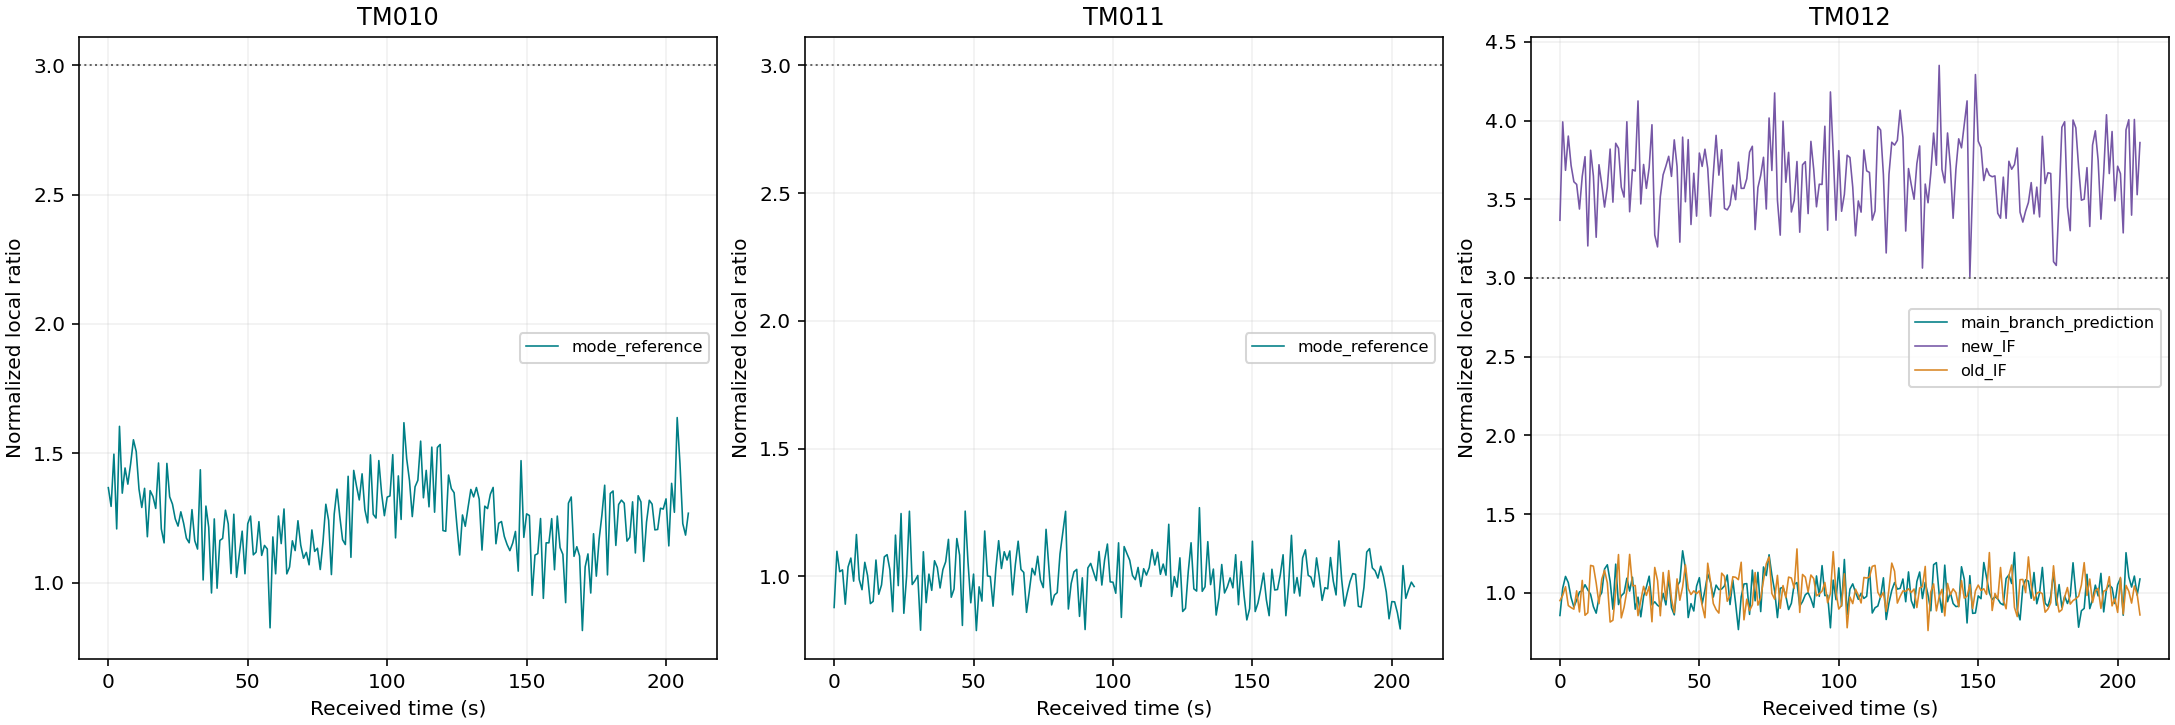 TM010
3.0
2.5
2.0
1.5
1.0
Normalized local ratio
mode_reference
0
50
100
150
200
Received time (s)
TM011
3.0
2.5
2.0
1.5
1.0
Normalized local ratio
mode_reference
0
50
100
150
200
Received time (s)
TM012
4.5
4.0
3.5
3.0
2.5
2.0
1.5
1.0
Normalized local ratio
main_branch_prediction
new_IF
old_IF
0
50
100
150
200
Received time (s)